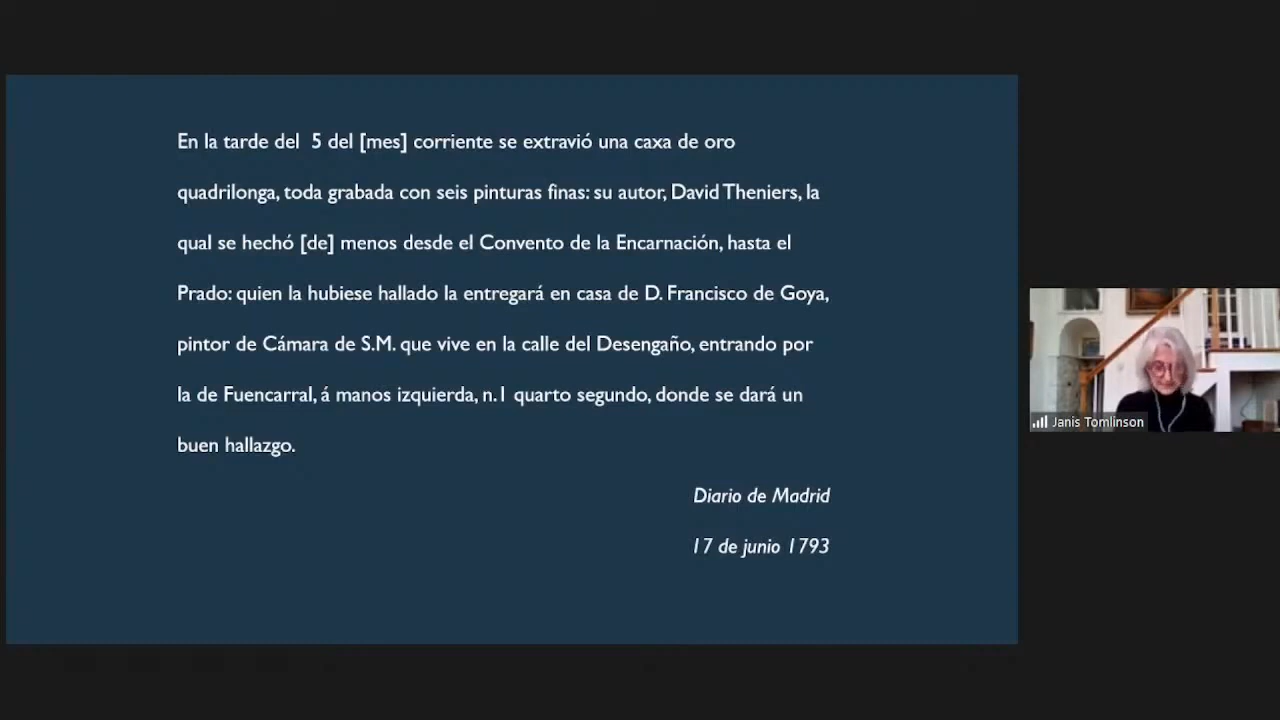 En la tarde del 5 del [mes] corriente se extravió una caxa de oro
quadrilonga, toda grabada con seis pinturas finas: su autor, David Theniers, la
qual se hechó [de] menos desde el Convento de la Encarnación, hasta el
Prado: quien la hubiese hallado la entregará en casa de D. Francisco de Goya,
pintor de Cámara de S.M. que vive en la calle del Desengaño, entrando por
la de Fuencarral, á manos izquierda, n.1 quarto segundo, donde se dará un
buen hallazgo.
Diario de Madrid
17 de junio 1793
Janis Tomlinson